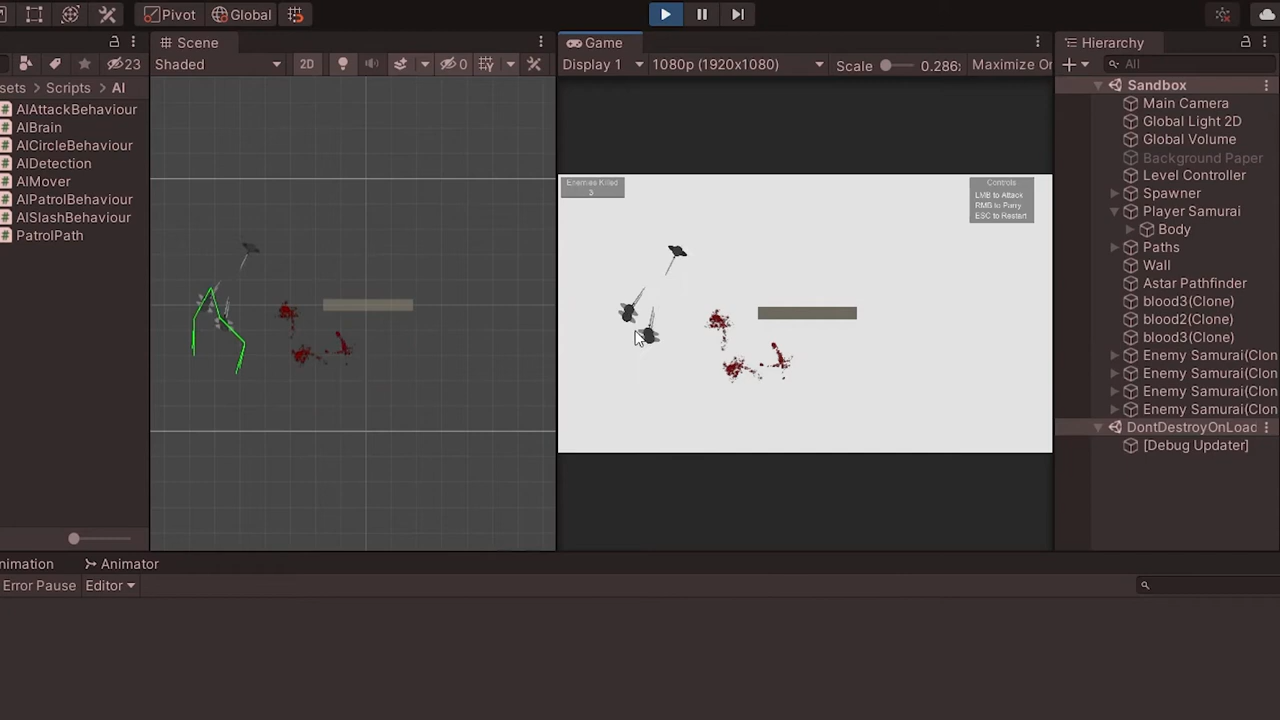 Pivot
Global
Scene
Game
Hierarchy
23
Shaded
2D
0
Display 1
1080p (1920x1080)
Scale
0.286:
Maximize Or
All
sets > Scripts > AI
AIAttackBehaviour
AIBrain
AICircleBehaviour
AIDetection
AIMover
AIPatrolBehaviour
AISlashBehaviour
PatrolPath
Enemies Killed
3
Controls
LMB to Attack
RMB to Parry
ESC to Restart
Sandbox
Main Camera
Global Light 2D
Global Volume
Background Paper
Level Controller
Spawner
Player Samurai
Body
Paths
Wall
Astar Pathfinder
blood3(Clone)
blood2(Clone)
blood3(Clone)
Enemy Samurai(Clon
Enemy Samurai(Clon
Enemy Samurai(Clon
Enemy Samurai(Clon
DontDestroyOnLoac
[Debug Updater]
nimation
Animator
Error Pause
Editor